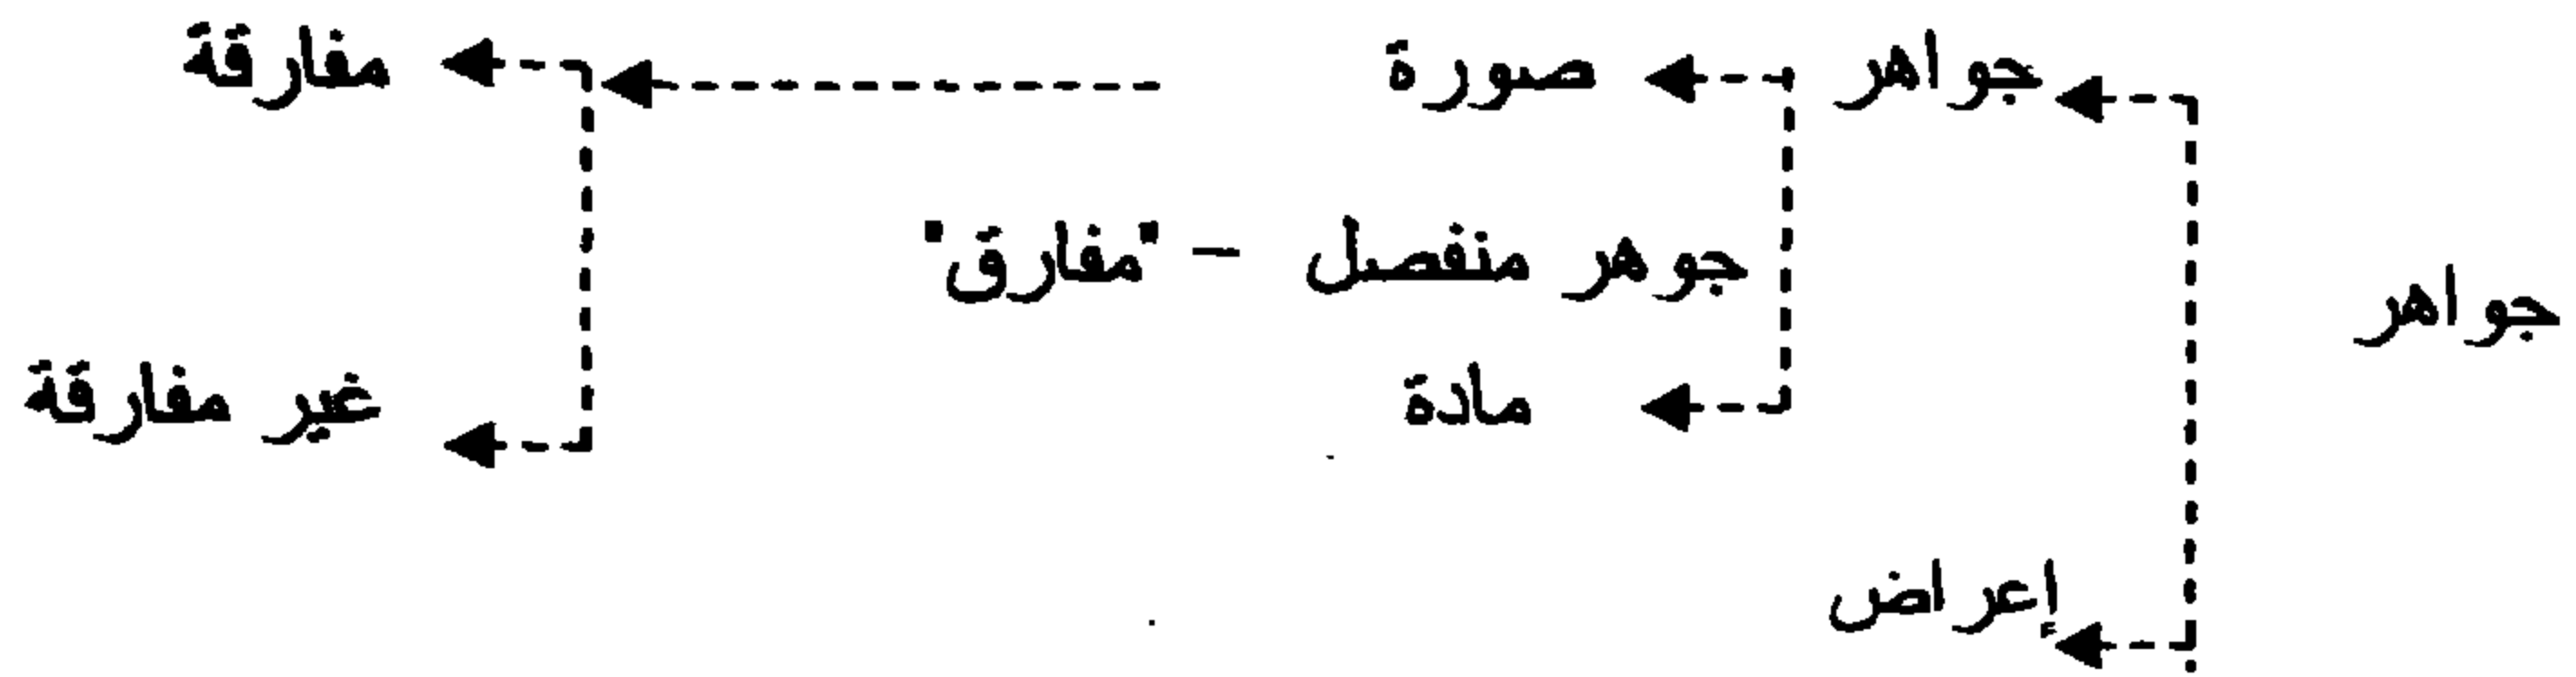 جواهر
جواهر
إعراض
صورة
جوهر منفصل – "مفارق"
مادة
مفارقة
غير مفارقة